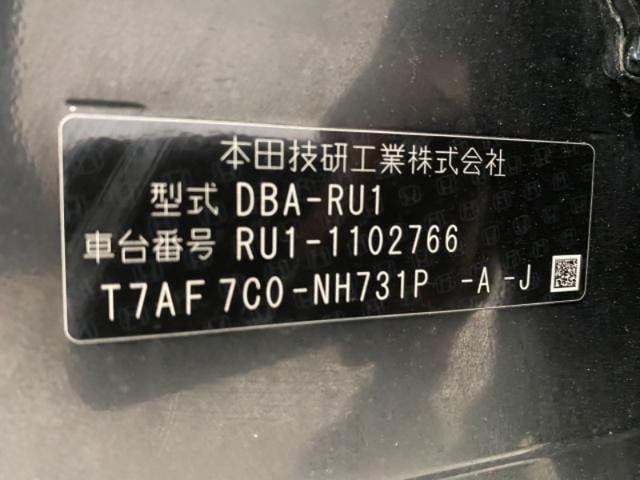 本田技研工業株式会社
型式 DBA-RU1
車台番号 RU1-1102766
T7AF 7C0-NH731P -A -J